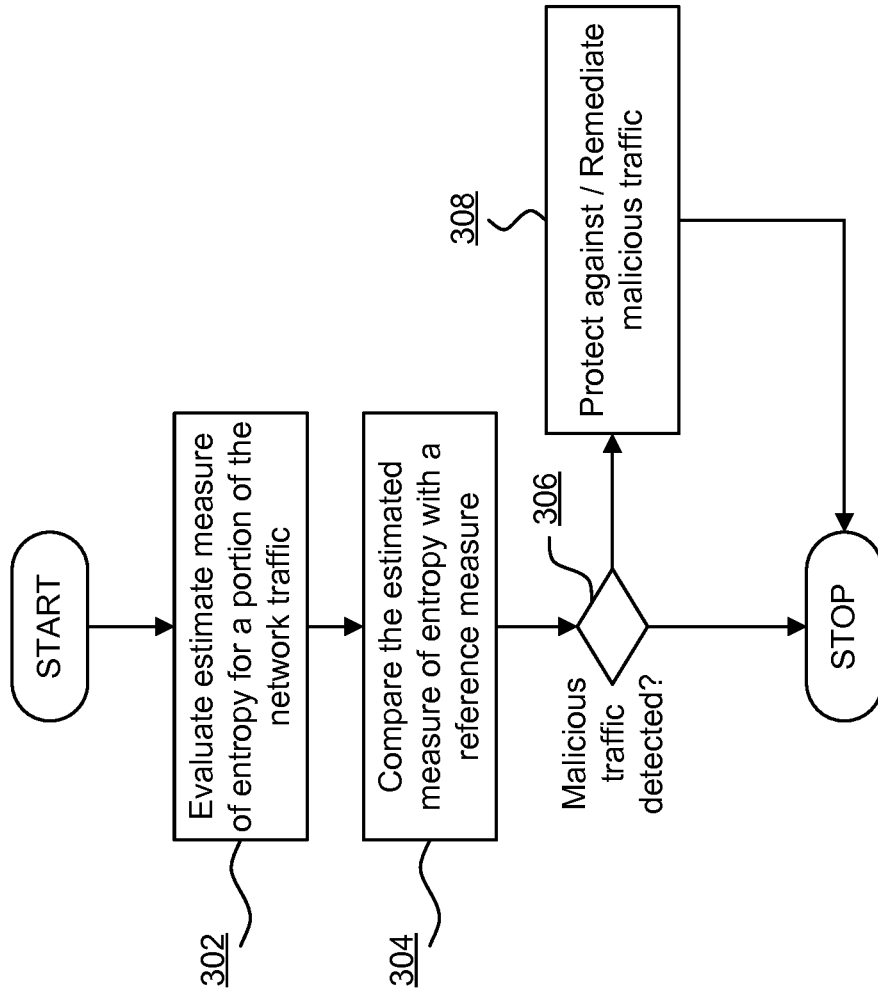 START
302
Evaluate estimate measure
of entropy for a portion of the
network traffic
304
Compare the estimated
measure of entropy with a
reference measure
306
Malicious
traffic
detected?
308
Protect against / Remediate
malicious traffic
STOP